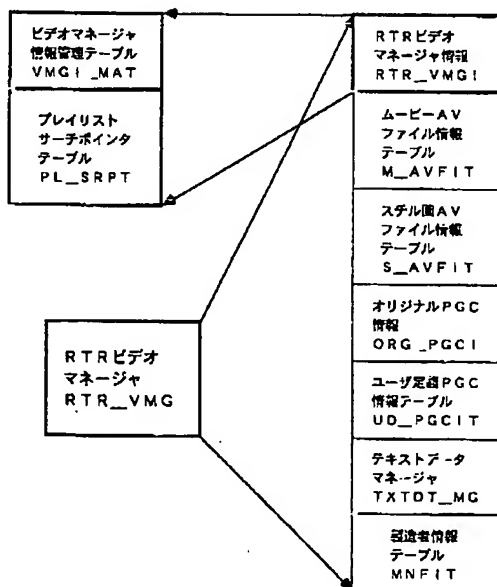 ビデオマネージャ
情報管理テーブル
VMGI_MAT
プレイリスト
サーチポインタ
テーブル
PL_SRPT
RTRビデオ
マネージャ
RTR_VMG
RTRビデオ
マネージャ情報
RTR_VMGI
ムービーAV
ファイル情報
テーブル
M_AVFIT
スチル画AV
ファイル情報
テーブル
S_AVFIT
オリジナルPGC
情報
ORG_PGCI
ユーザ定義PGC
情報テーブル
UD_PGCIT
テキストデータ
マネージャ
TXTDT_MG
製造者情報
テーブル
MNFIT